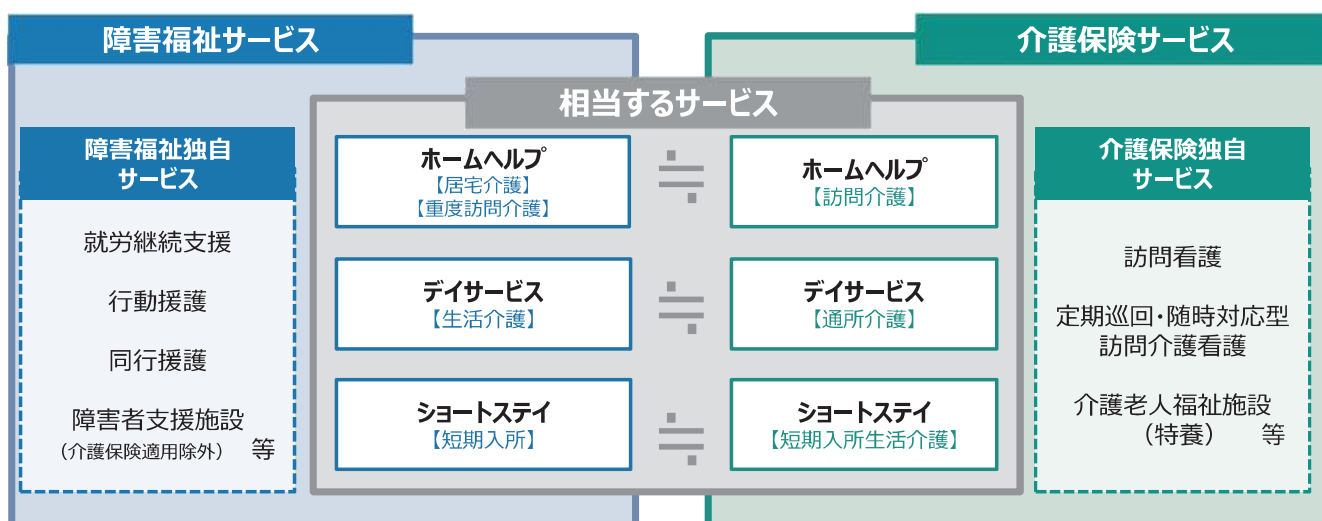 障害福祉サービス
介護保険サービス
相当するサービス
障害福祉独自
サービス
就労継続支援
行動援護
同行援護
障害者支援施設
(介護保険適用除外) 等
ホームヘルプ
【居宅介護】
【重度訪問介護】
≒
ホームヘルプ
【訪問介護】
デイサービス
【生活介護】
≒
デイサービス
【通所介護】
ショートステイ
【短期入所】
≒
ショートステイ
【短期入所生活介護】
介護保険独自
サービス
訪問看護
定期巡回・随時対応型
訪問介護看護
介護老人福祉施設
(特養) 等